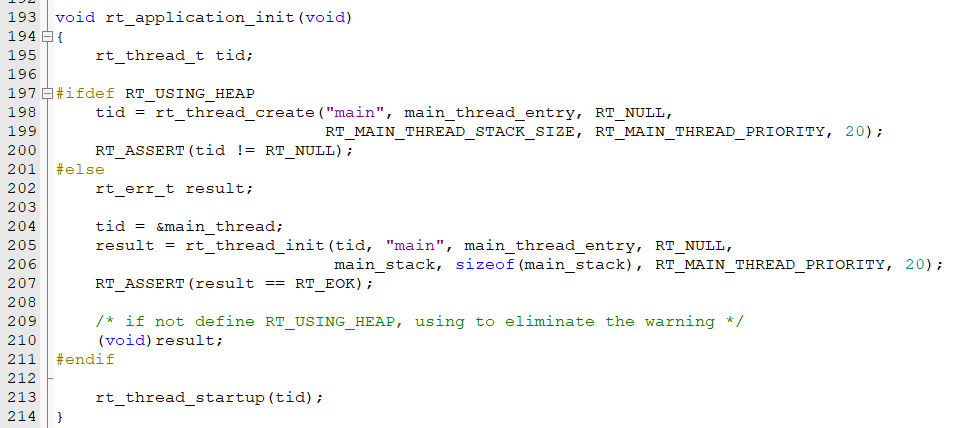 193 void rt_application_init(void)
194 {
195     rt_thread_t tid;
196
197 #ifdef RT_USING_HEAP
198     tid = rt_thread_create("main", main_thread_entry, RT_NULL,
199                            RT_MAIN_THREAD_STACK_SIZE, RT_MAIN_THREAD_PRIORITY, 20);
200     RT_ASSERT(tid != RT_NULL);
201 #else
202     rt_err_t result;
203
204     tid = &main_thread;
205     result = rt_thread_init(tid, "main", main_thread_entry, RT_NULL,
206                             main_stack, sizeof(main_stack), RT_MAIN_THREAD_PRIORITY, 20);
207     RT_ASSERT(result == RT_EOK);
208
209     /* if not define RT_USING_HEAP, using to eliminate the warning */
210     (void)result;
211 #endif
212
213     rt_thread_startup(tid);
214 }